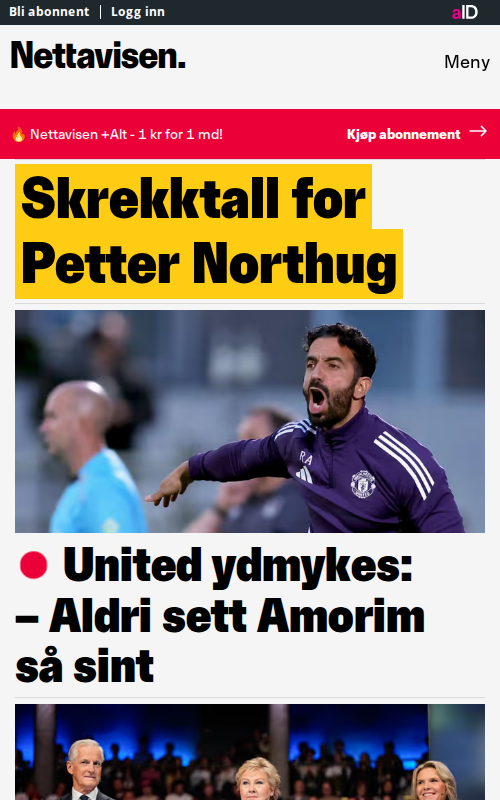 Bli abonnent | Logg inn
aID
Nettavisen.
Meny
🔥 Nettavisen +Alt - 1 kr for 1 md!
Kjøp abonnement →
Skrekktall for
Petter Northug
RA
United ydmykes:
– Aldri sett Amorim
så sint